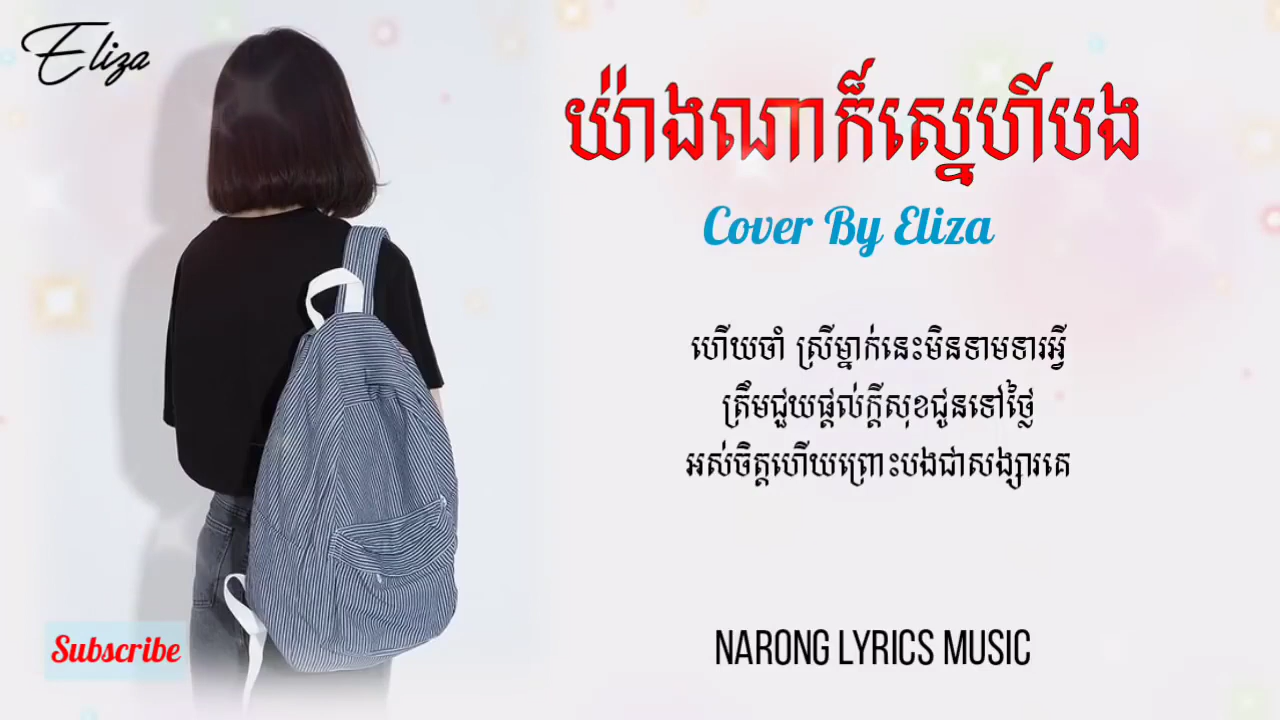 Eliza
យ៉ាងណាក៏ស្នេហ៍បង
Cover By Eliza
ហើយចាំ ស្រីម្នាក់នេះមិនទាមទារអ្វី
ត្រឹមជួយផ្តល់ក្តីសុខជូនទៅថ្លៃ
អស់ចិត្តហើយព្រោះបងជាសង្សារគេ
Subscribe
NARONG LYRICS MUSIC